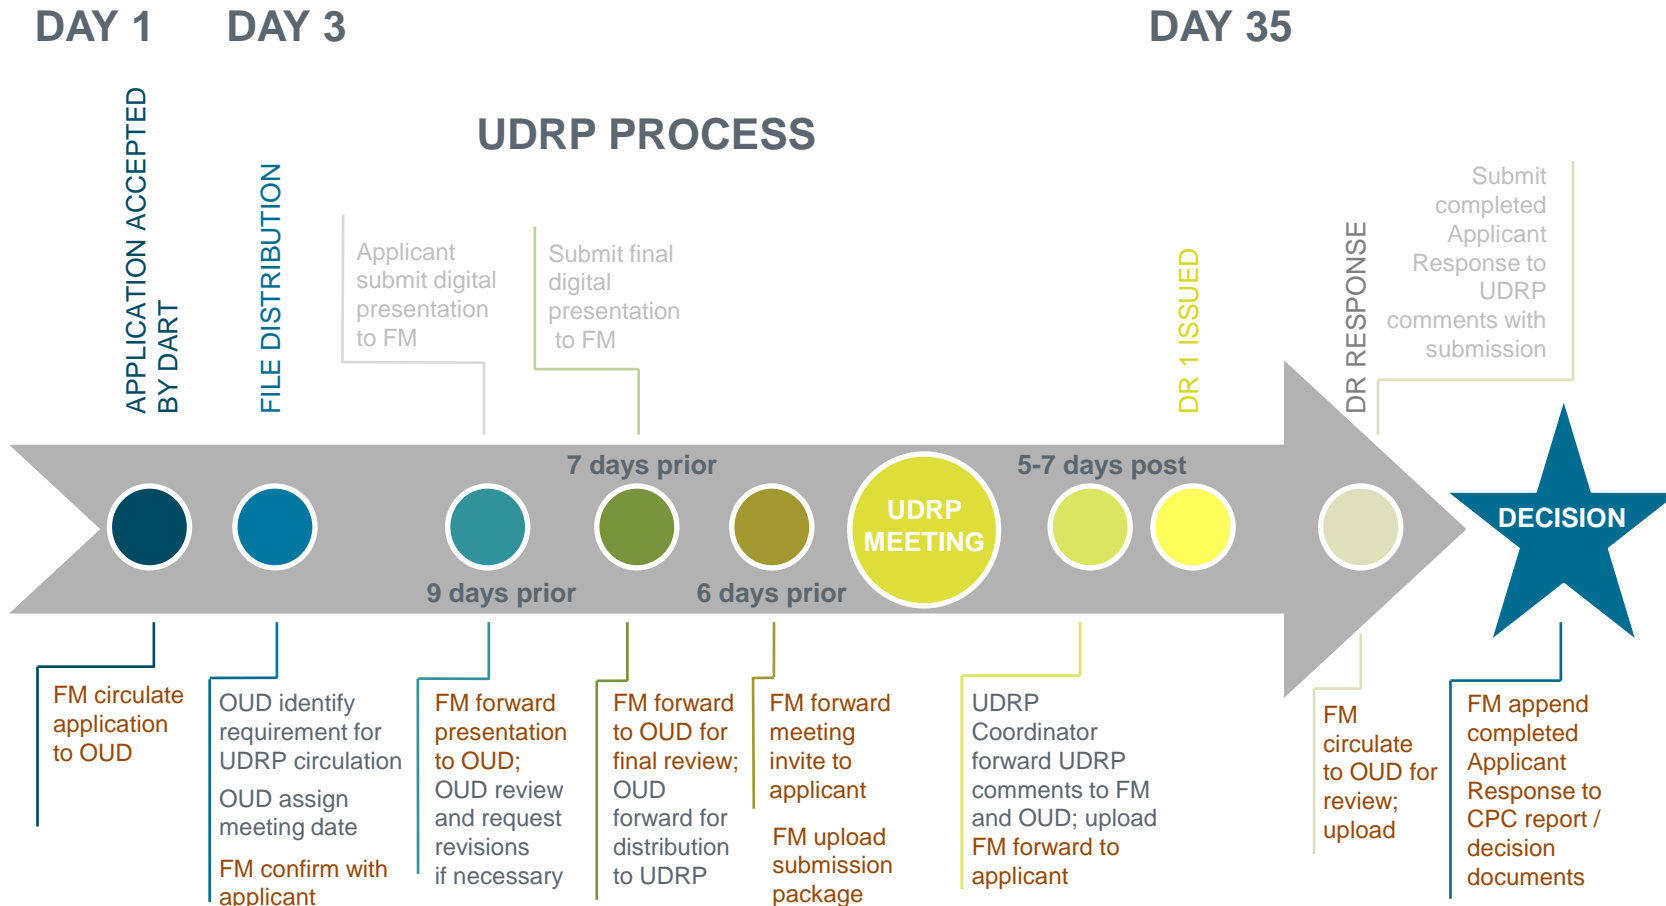 DAY 1
DAY 3
DAY 35
UDRP PROCESS
APPLICATION ACCEPTED
BY DART
FILE DISTRIBUTION
Applicant
submit digital
presentation
to FM
Submit final
digital
presentation
to FM
DR 1 ISSUED
DR RESPONSE
Submit
completed
Applicant
Response to
UDRP
comments with
submission
7 days prior
5-7 days post
UDRP
MEETING
DECISION
9 days prior
6 days prior
FM circulate
application
to OUD
OUD identify
requirement for
UDRP circulation
OUD assign
meeting date
FM confirm with
applicant
FM forward
presentation
to OUD;
OUD review
and request
revisions
if necessary
FM forward
to OUD for
final review;
OUD
forward for
distribution
to UDRP
FM forward
meeting
invite to
applicant
FM upload
submission
package
UDRP
Coordinator
forward UDRP
comments to FM
and OUD; upload
FM forward to
applicant
FM
circulate
to OUD for
review;
upload
FM append
completed
Applicant
Response to
CPC report /
decision
documents